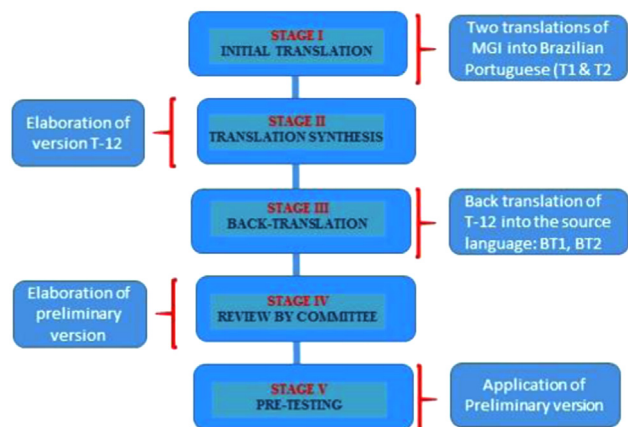 STAGE I
INITIAL TRANSLATION
Two translations of
MGI into Brazilian
Portuguese (T1 & T2
Elaboration of
version T-12
STAGE II
TRANSLATION SYNTHESIS
STAGE III
BACK-TRANSLATION
Back translation of
T-12 into the source
language: BT1, BT2
Elaboration of
preliminary
version
STAGE IV
REVIEW BY COMMITTEE
STAGE V
PRE-TESTING
Application of
Preliminary version